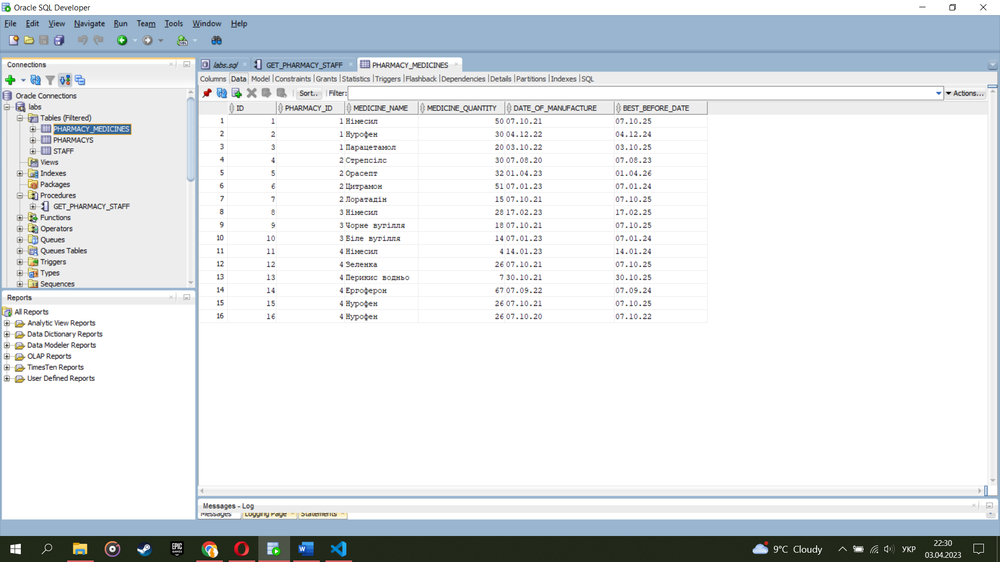 Oracle SQL Developer
File Edit View Navigate Run Team Tools Window Help
Connections
Oracle Connections
labs
Tables (Filtered)
PHARMACY_MEDICINES
PHARMACYS
STAFF
Views
Indexes
Packages
Procedures
GET_PHARMACY_STAFF
Functions
Operators
Queues
Queues Tables
Triggers
Types
Sequences
Reports
All Reports
Analytic View Reports
Data Dictionary Reports
Data Modeler Reports
OLAP Reports
TimesTen Reports
User Defined Reports
labs.sql GET_PHARMACY_STAFF PHARMACY_MEDICINES
Columns Data Model Constraints Grants Statistics Triggers Flashback Dependencies Details Partitions Indexes SQL
Sort.. Filter: Actions...
ID PHARMACY_ID MEDICINE_NAME MEDICINE_QUANTITY DATE_OF_MANUFACTURE BEST_BEFORE_DATE
1 1 1 Німесил 50 07.10.21 07.10.25
2 2 1 Нурофен 30 04.12.22 04.12.24
3 3 1 Парацетамол 20 03.10.22 03.10.25
4 4 2 Стрепсілс 30 07.08.20 07.08.23
5 5 2 Орасепт 32 01.04.23 01.04.26
6 6 2 Цитрамон 51 07.01.23 07.01.24
7 7 2 Лоратадін 15 07.10.21 07.10.25
8 8 3 Німесил 28 17.02.23 17.02.25
9 9 3 Чорне вугілля 18 07.10.21 07.10.25
10 10 3 Біле вугілля 14 07.01.23 07.01.24
11 11 4 Німесил 4 14.01.23 14.01.24
12 12 4 Зеленка 26 07.10.21 07.10.25
13 13 4 Перикис водньо 7 30.10.21 30.10.25
14 14 4 Ергоферон 67 07.09.22 07.09.24
15 15 4 Нурофен 26 07.10.21 07.10.25
16 16 4 Нурофен 26 07.10.20 07.10.22
Messages - Log
Messages Logging Page Statements
EPIC GAMES
9°C Cloudy
УКР
22:30
03.04.2023